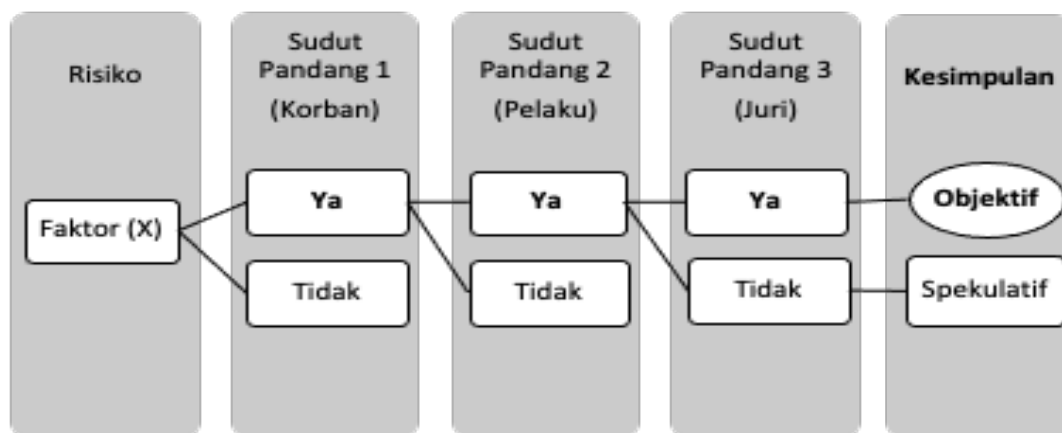 Risiko
Sudut
Pandang 1
(Korban)
Sudut
Pandang 2
(Pelaku)
Sudut
Pandang 3
(Juri)
Kesimpulan
Faktor (X)
Ya
Ya
Ya
Objektif
Tidak
Tidak
Tidak
Spekulatif